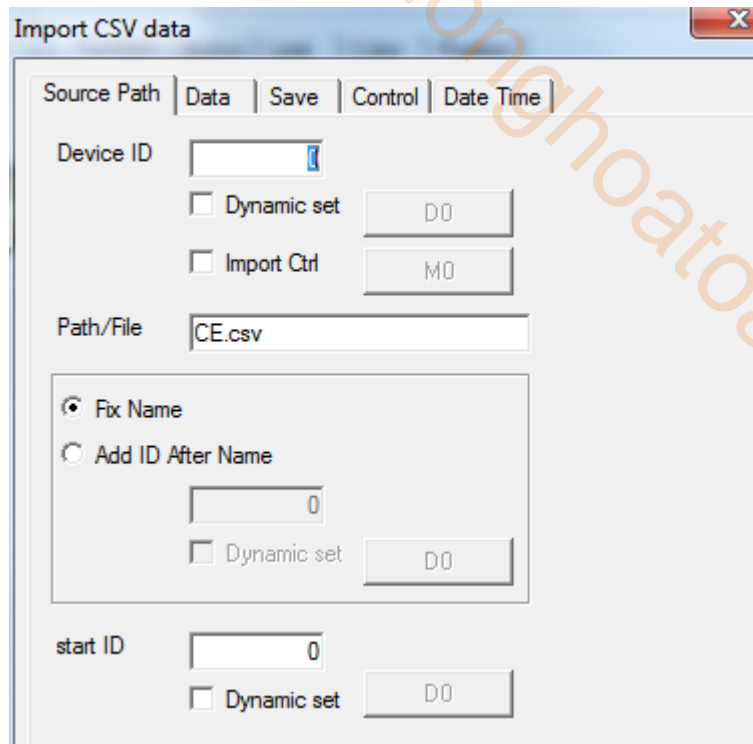 Import CSV data
Source Path Data Save Control Date Time
Device ID 0
Dynamic set D0
Import Ctrl M0
Path/File CE.csv
Fix Name
Add ID After Name
0
Dynamic set D0
start ID 0
Dynamic set D0